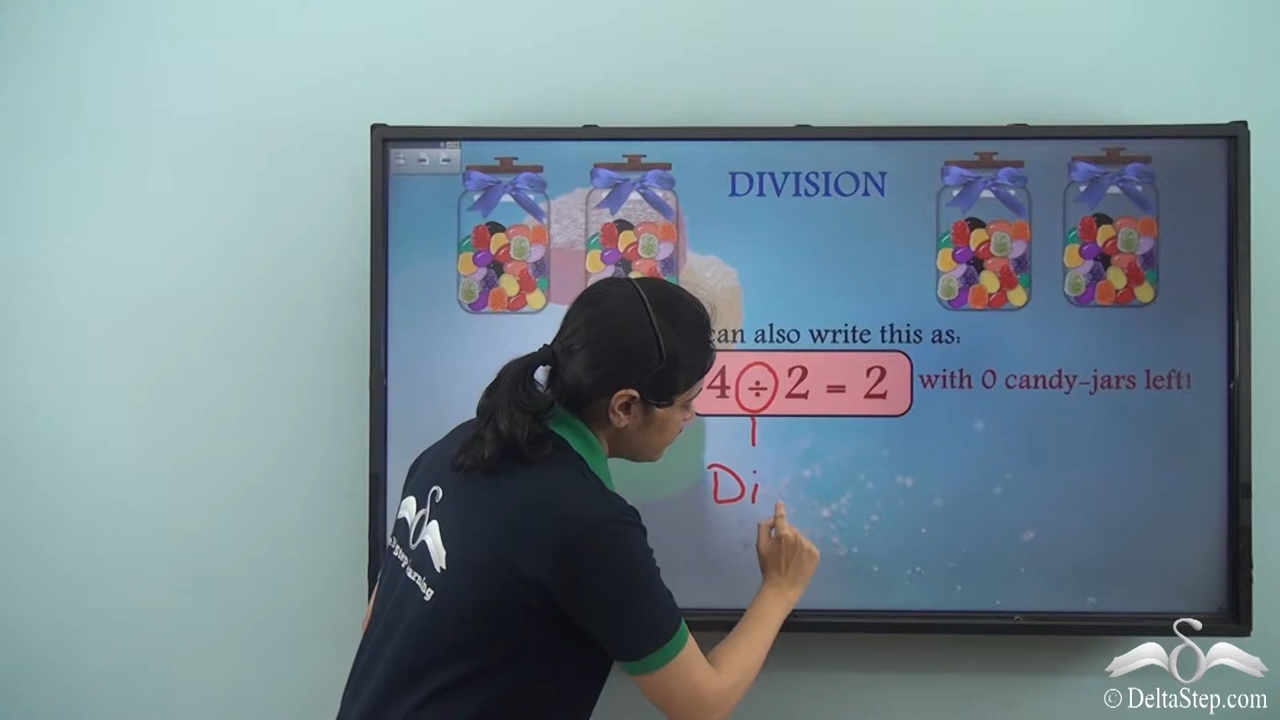 DIVISION
can also write this as:
4 ÷ 2 = 2 with 0 candy-jars left!
Di
© DeltaStep.com